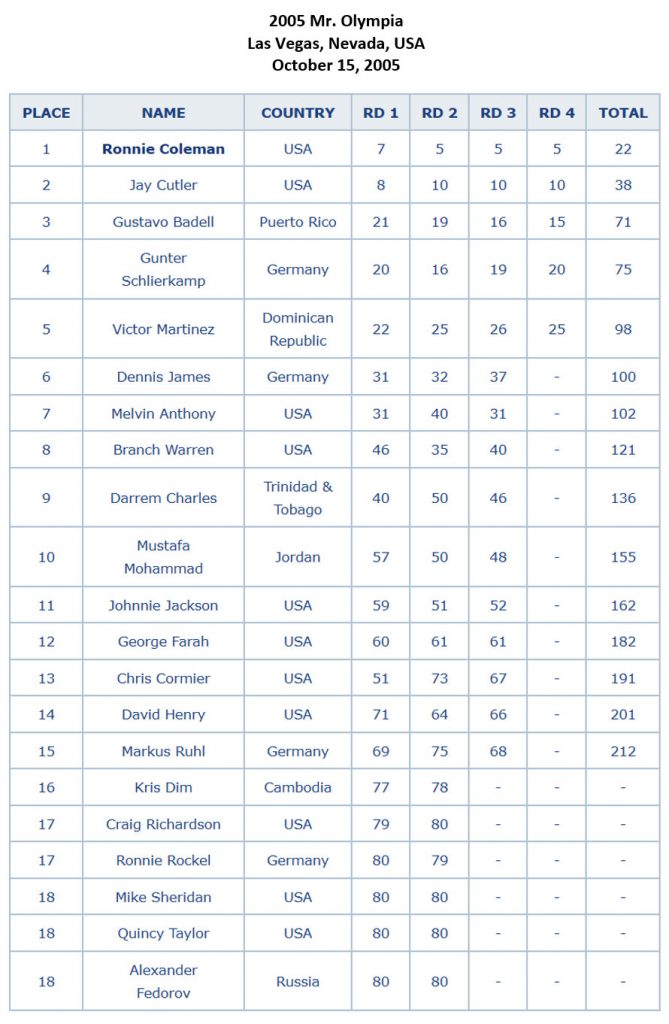 2005 Mr. Olympia
Las Vegas, Nevada, USA
October 15, 2005
PLACE NAME COUNTRY RD 1 RD 2 RD 3 RD 4 TOTAL
1 Ronnie Coleman USA 7 5 5 5 22
2 Jay Cutler USA 8 10 10 10 38
3 Gustavo Badell Puerto Rico 21 19 16 15 71
4 Gunter Schlierkamp Germany 20 16 19 20 75
5 Victor Martinez Dominican Republic 22 25 26 25 98
6 Dennis James Germany 31 32 37 - 100
7 Melvin Anthony USA 31 40 31 - 102
8 Branch Warren USA 46 35 40 - 121
9 Darrem Charles Trinidad & Tobago 40 50 46 - 136
10 Mustafa Mohammad Jordan 57 50 48 - 155
11 Johnnie Jackson USA 59 51 52 - 162
12 George Farah USA 60 61 61 - 182
13 Chris Cormier USA 51 73 67 - 191
14 David Henry USA 71 64 66 - 201
15 Markus Ruhl Germany 69 75 68 - 212
16 Kris Dim Cambodia 77 78 - - -
17 Craig Richardson USA 79 80 - - -
17 Ronnie Rockel Germany 80 79 - - -
18 Mike Sheridan USA 80 80 - - -
18 Quincy Taylor USA 80 80 - - -
18 Alexander Fedorov Russia 80 80 - - -